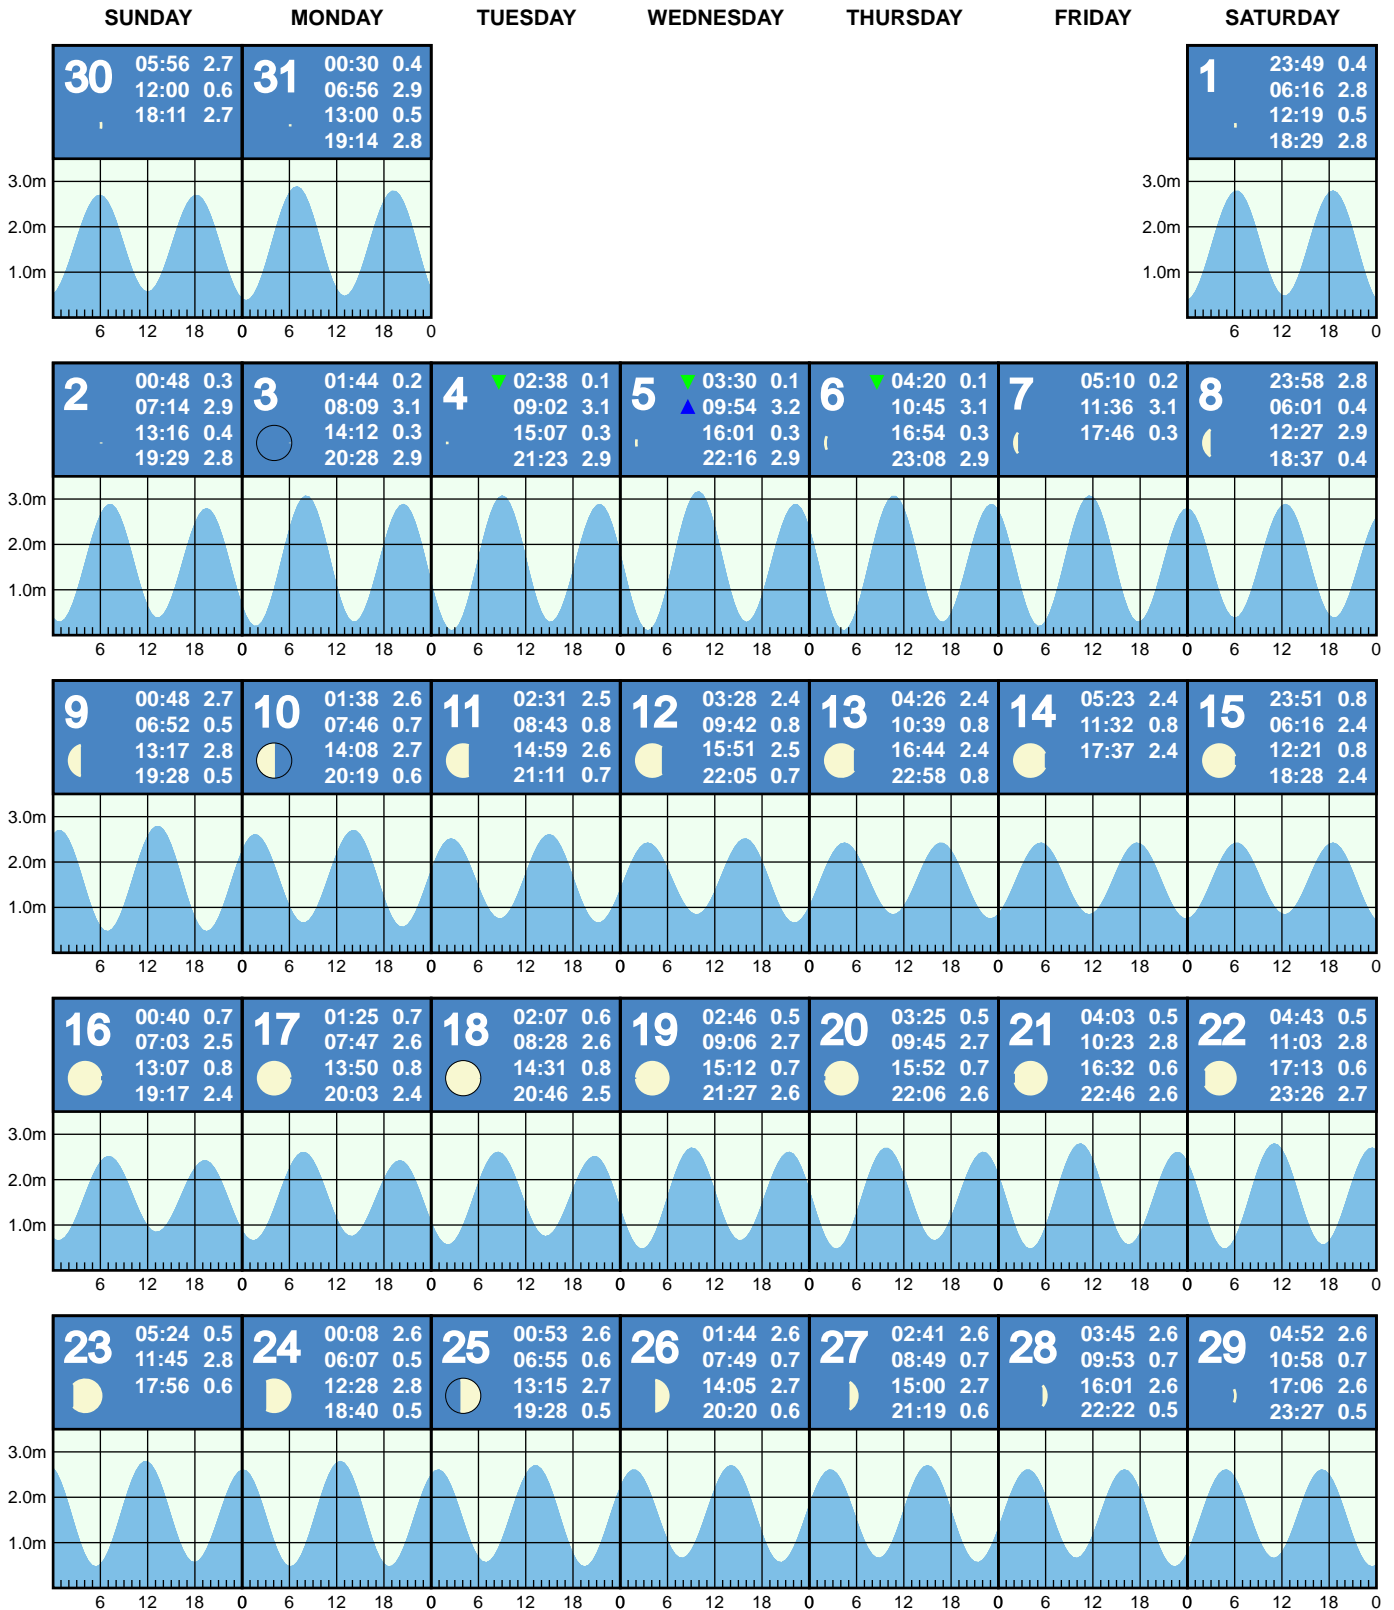 SUNDAY MONDAY TUESDAY WEDNESDAY THURSDAY FRIDAY SATURDAY
30 05:56 2.7
12:00 0.6
18:11 2.7
31 00:30 0.4
06:56 2.9
13:00 0.5
19:14 2.8
1 23:49 0.4
06:16 2.8
12:19 0.5
18:29 2.8
3.0m 3.0m
2.0m 2.0m
1.0m 1.0m
6 12 18 0 6 12 18 0 6 12 18 0
2 00:48 0.3
07:14 2.9
13:16 0.4
19:29 2.8
3 01:44 0.2
08:09 3.1
14:12 0.3
20:28 2.9
4 02:38 0.1
09:02 3.1
15:07 0.3
21:23 2.9
5 03:30 0.1
09:54 3.2
16:01 0.3
22:16 2.9
6 04:20 0.1
10:45 3.1
16:54 0.3
23:08 2.9
7 05:10 0.2
11:36 3.1
17:46 0.3
8 23:58 2.8
06:01 0.4
12:27 2.9
18:37 0.4
3.0m
2.0m
1.0m
6 12 18 0 6 12 18 0 6 12 18 0 6 12 18 0 6 12 18 0 6 12 18 0 6 12 18 0
9 00:48 2.7
06:52 0.5
13:17 2.8
19:28 0.5
10 01:38 2.6
07:46 0.7
14:08 2.7
20:19 0.6
11 02:31 2.5
08:43 0.8
14:59 2.6
21:11 0.7
12 03:28 2.4
09:42 0.8
15:51 2.5
22:05 0.7
13 04:26 2.4
10:39 0.8
16:44 2.4
22:58 0.8
14 05:23 2.4
11:32 0.8
17:37 2.4
15 23:51 0.8
06:16 2.4
12:21 0.8
18:28 2.4
3.0m
2.0m
1.0m
6 12 18 0 6 12 18 0 6 12 18 0 6 12 18 0 6 12 18 0 6 12 18 0 6 12 18 0
16 00:40 0.7
07:03 2.5
13:07 0.8
19:17 2.4
17 01:25 0.7
07:47 2.6
13:50 0.8
20:03 2.4
18 02:07 0.6
08:28 2.6
14:31 0.8
20:46 2.5
19 02:46 0.5
09:06 2.7
15:12 0.7
21:27 2.6
20 03:25 0.5
09:45 2.7
15:52 0.7
22:06 2.6
21 04:03 0.5
10:23 2.8
16:32 0.6
22:46 2.6
22 04:43 0.5
11:03 2.8
17:13 0.6
23:26 2.7
3.0m
2.0m
1.0m
6 12 18 0 6 12 18 0 6 12 18 0 6 12 18 0 6 12 18 0 6 12 18 0 6 12 18 0
23 05:24 0.5
11:45 2.8
17:56 0.6
24 00:08 2.6
06:07 0.5
12:28 2.8
18:40 0.5
25 00:53 2.6
06:55 0.6
13:15 2.7
19:28 0.5
26 01:44 2.6
07:49 0.7
14:05 2.7
20:20 0.6
27 02:41 2.6
08:49 0.7
15:00 2.7
21:19 0.6
28 03:45 2.6
09:53 0.7
16:01 2.6
22:22 0.5
29 04:52 2.6
10:58 0.7
17:06 2.6
23:27 0.5
3.0m
2.0m
1.0m
6 12 18 0 6 12 18 0 6 12 18 0 6 12 18 0 6 12 18 0 6 12 18 0 6 12 18 0